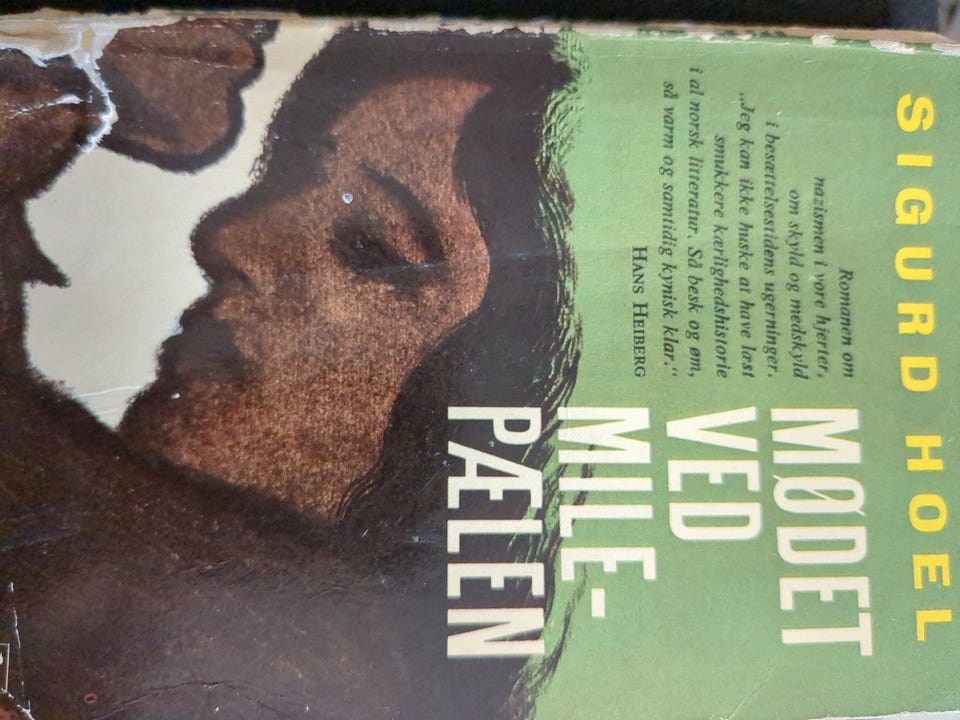 SIGURD HOEL
Romanen om
nazismen i vore hjerter,
om skyld og medskyld
i besættelsestidens ugerninger.
„Jeg kan ikke huske at have læst
smukkere kærlighedshistorie
i al norsk litteratur. Så besk og øm,
så varm og samtidig kynisk klar.“
HANS HEIBERG
MØDET
VED
MILE-
PÆLEN